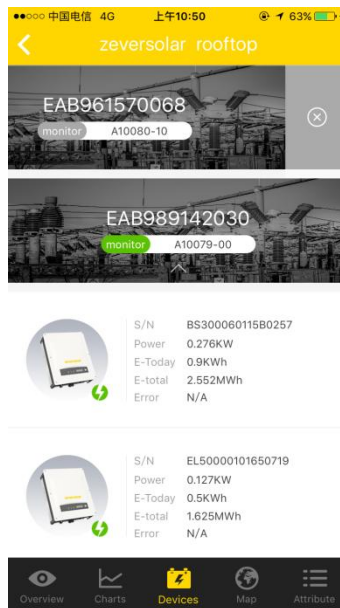 中国电信 4G 上午10:50 63%
zeversolar rooftop
EAB961570068
monitor A10080-10
EAB989142030
monitor A10079-00
S/N BS300060115B0257
Power 0.276KW
E-Today 0.9KWh
E-total 2.552MWh
Error N/A
S/N EL50000101650719
Power 0.127KW
E-Today 0.5KWh
E-total 1.625MWh
Error N/A
Overview Charts Devices Map Attribute